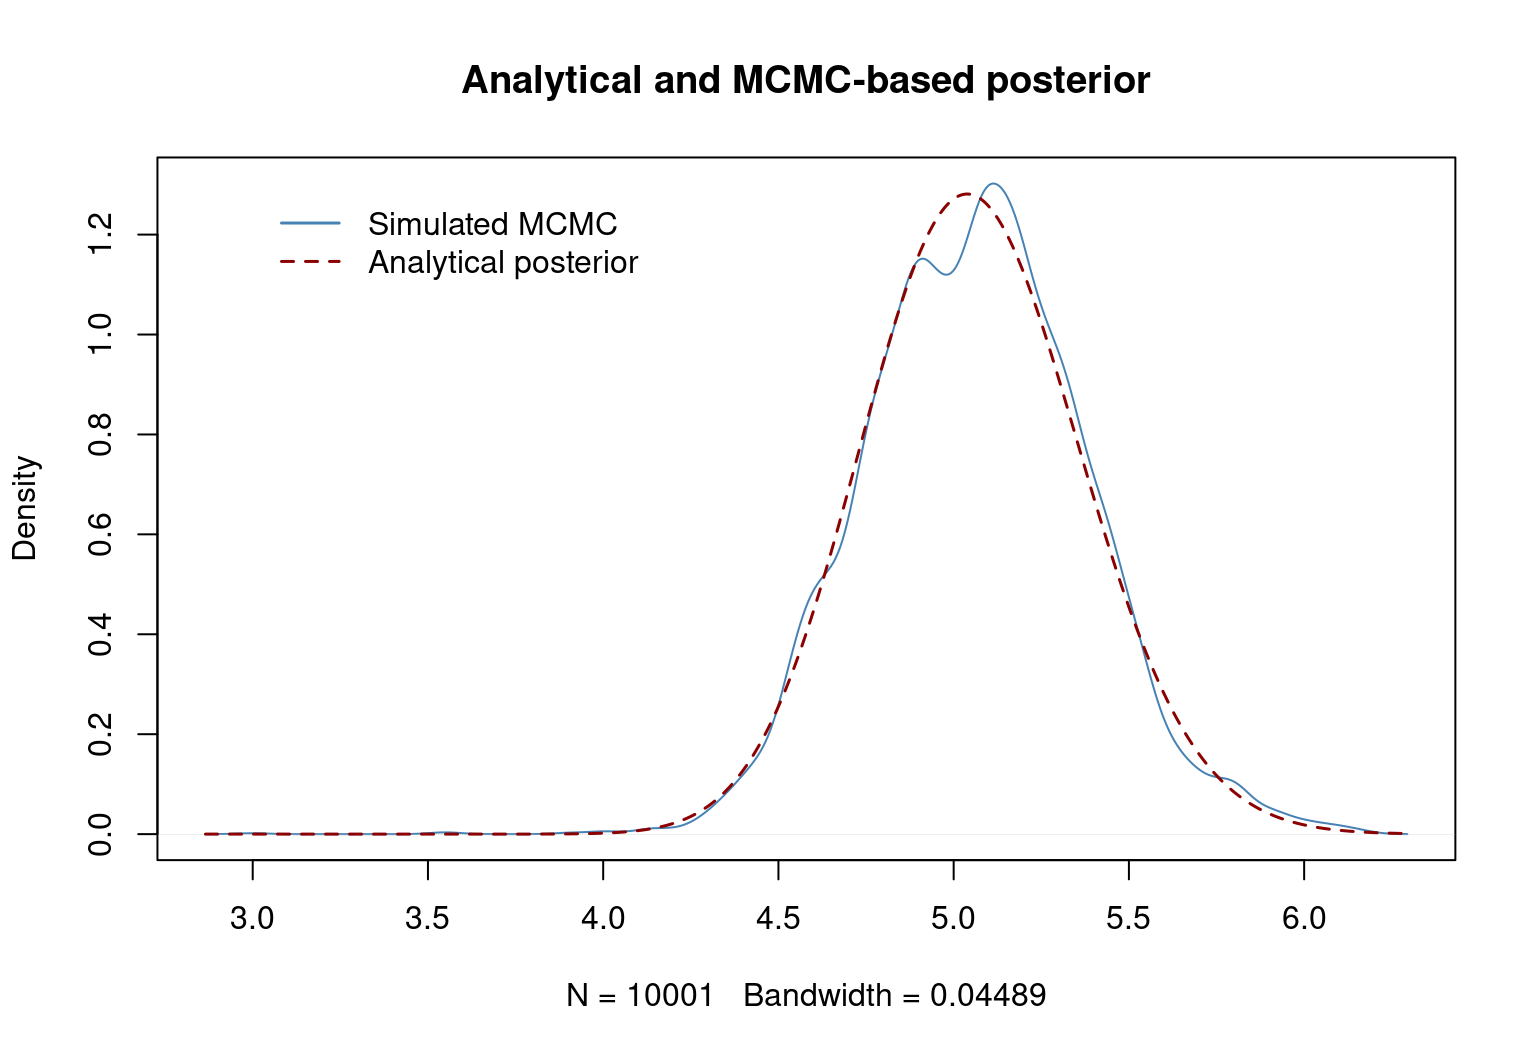 Analytical and MCMC-based posterior
Simulated MCMC
Analytical posterior
Density
0.0 0.2 0.4 0.6 0.8 1.0 1.2
3.0 3.5 4.0 4.5 5.0 5.5 6.0
N = 10001 Bandwidth = 0.04489